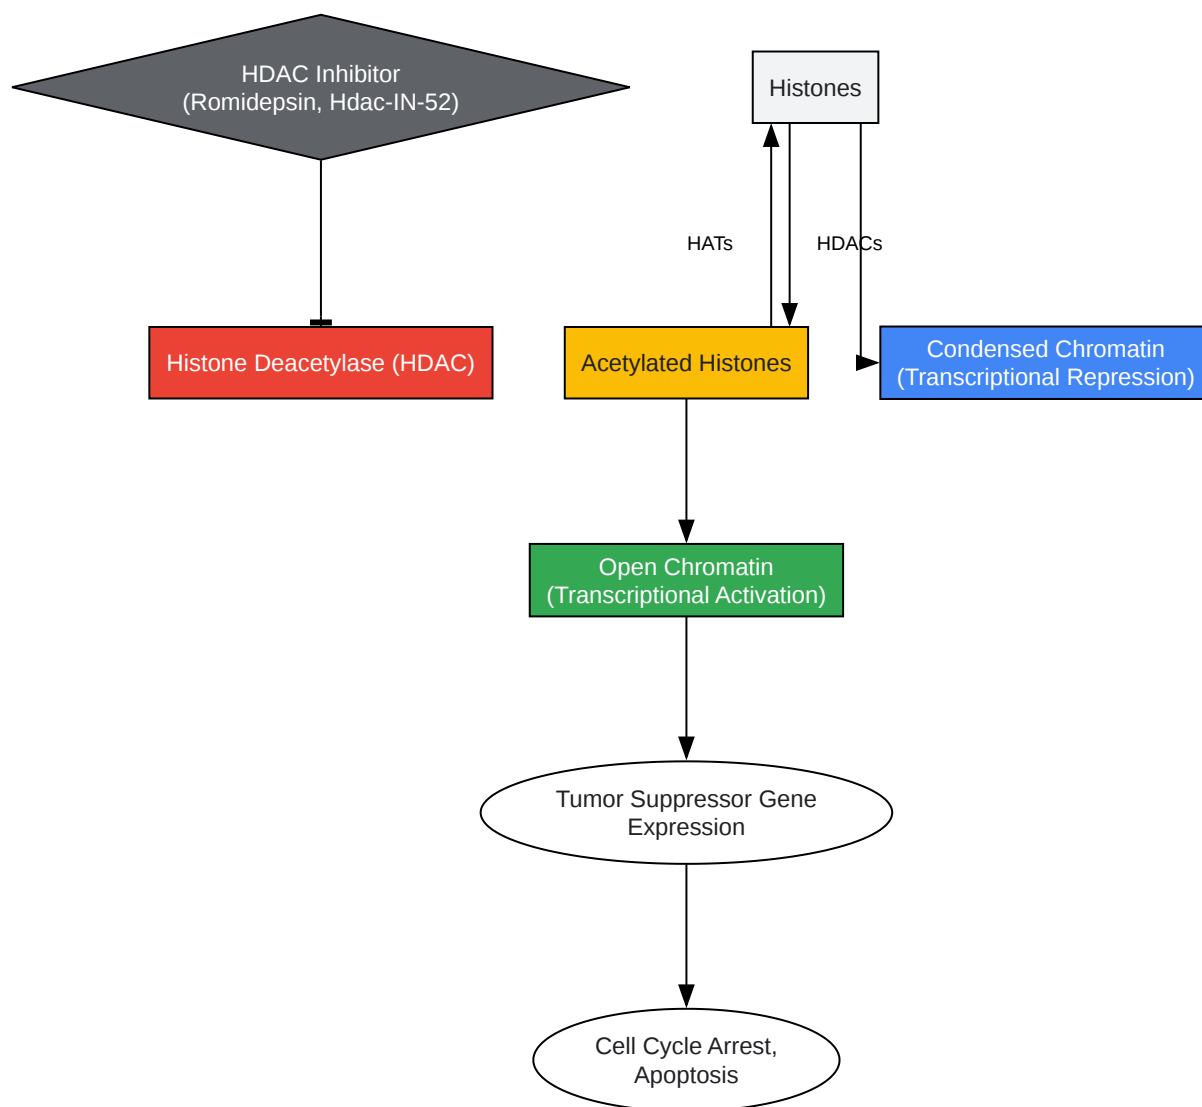 HDAC Inhibitor
(Romidepsin, Hdac-IN-52)
Histones
HATs
HDACs
Histone Deacetylase (HDAC)
Acetylated Histones
Condensed Chromatin
(Transcriptional Repression)
Open Chromatin
(Transcriptional Activation)
Tumor Suppressor Gene
Expression
Cell Cycle Arrest,
Apoptosis